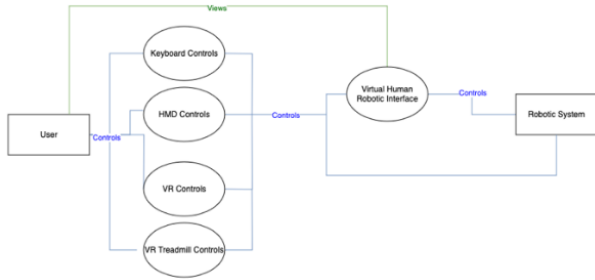 Views
Keyboard Controls
User
Controls
HMD Controls
VR Controls
VR Treadmill Controls
Controls
Virtual Human
Robotic Interface
Controls
Robotic System